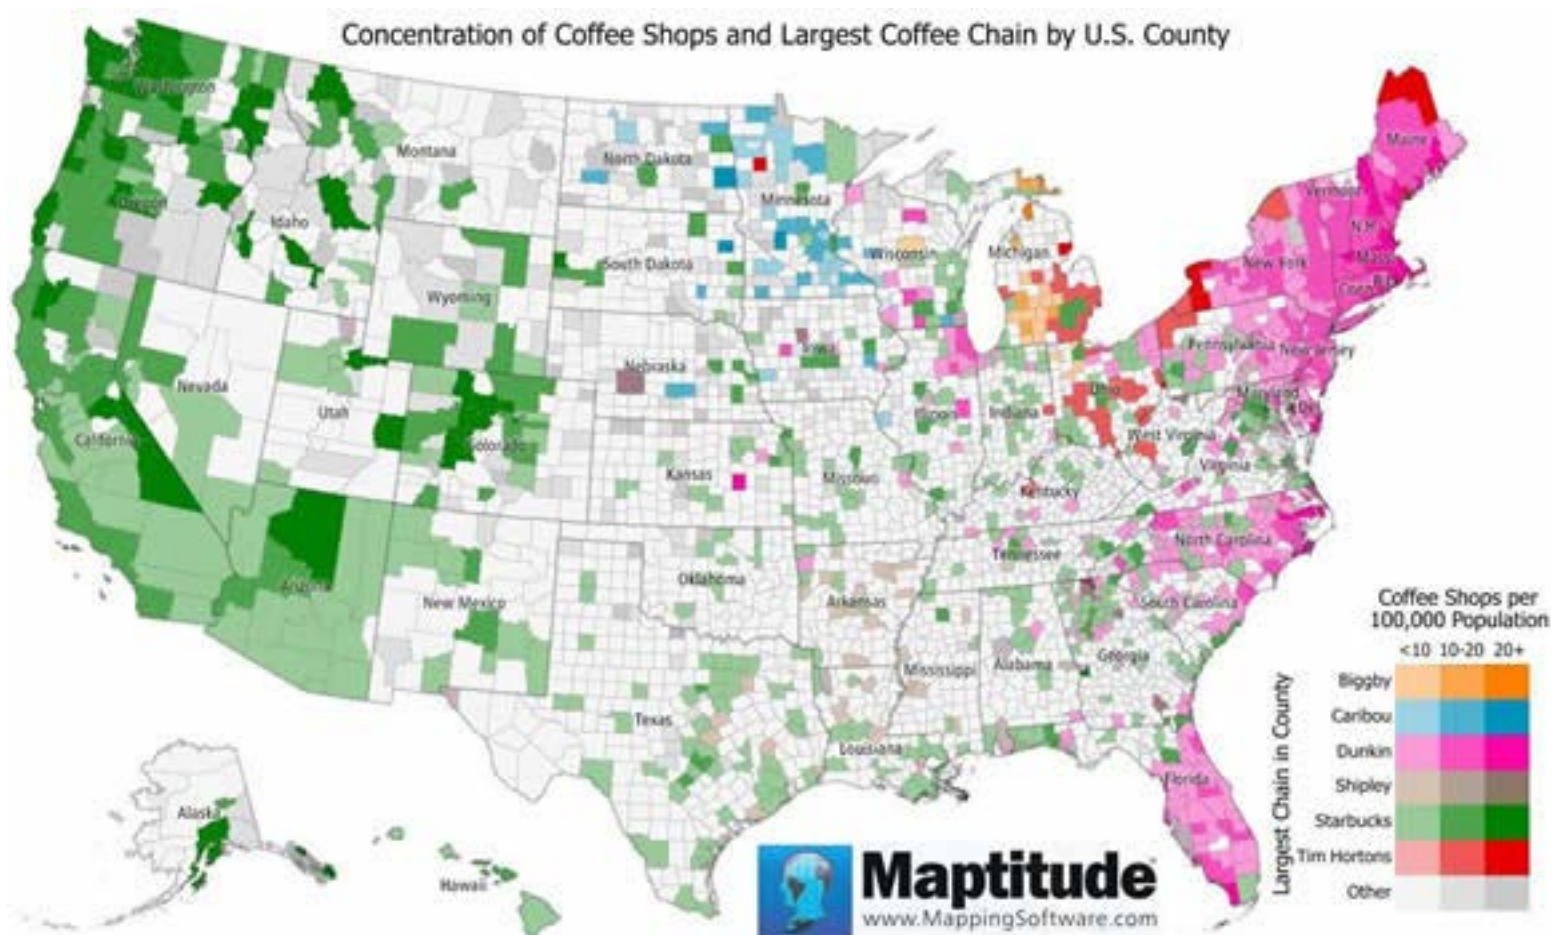 Concentration of Coffee Shops and Largest Coffee Chain by U.S. County
Washington
Montana
North Dakota
Minnesota
Maine
Vermont
Oregon
Idaho
N.H.
South Dakota
Wisconsin
Michigan
New York
Mass.
Conn.
R.I.
Wyoming
Nebraska
Iowa
Pennsylvania
New Jersey
Nevada
Utah
Colorado
Illinois
Indiana
Ohio
Maryland
California
Kansas
Missouri
West Virginia
Virginia
Kentucky
Tennessee
North Carolina
Arizona
New Mexico
Oklahoma
Arkansas
South Carolina
Mississippi
Alabama
Georgia
Texas
Louisiana
Florida
Alaska
Hawaii
Coffee Shops per
100,000 Population
<10 10-20 20+
Largest Chain in County
Biggby
Caribou
Dunkin
Shipley
Starbucks
Tim Hortons
Other
Maptitude
www.MappingSoftware.com